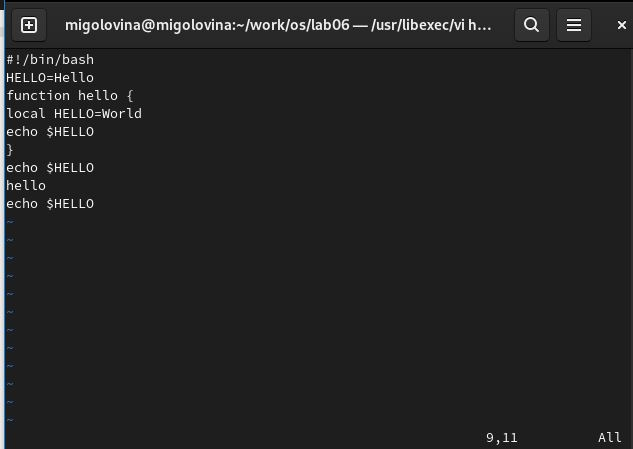 migolovina@migolovina:~/work/os/lab06 — /usr/libexec/vi h...
#!/bin/bash
HELLO=Hello
function hello {
local HELLO=World
echo $HELLO
}
echo $HELLO
hello
echo $HELLO
~
~
~
~
~
~
~
~
~
~
~
~
9,11 All